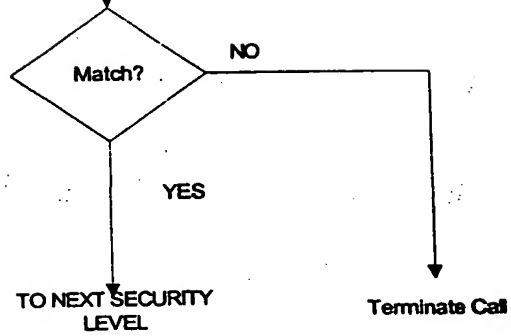 NO
Match?
YES
TO NEXT SECURITY
LEVEL
Terminate Call